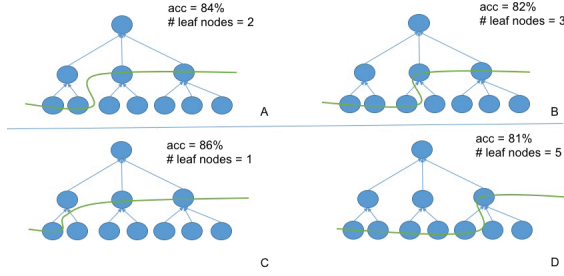 acc = 84%
# leaf nodes = 2
A
acc = 82%
# leaf nodes = 3
B
acc = 86%
# leaf nodes = 1
C
acc = 81%
# leaf nodes = 5
D